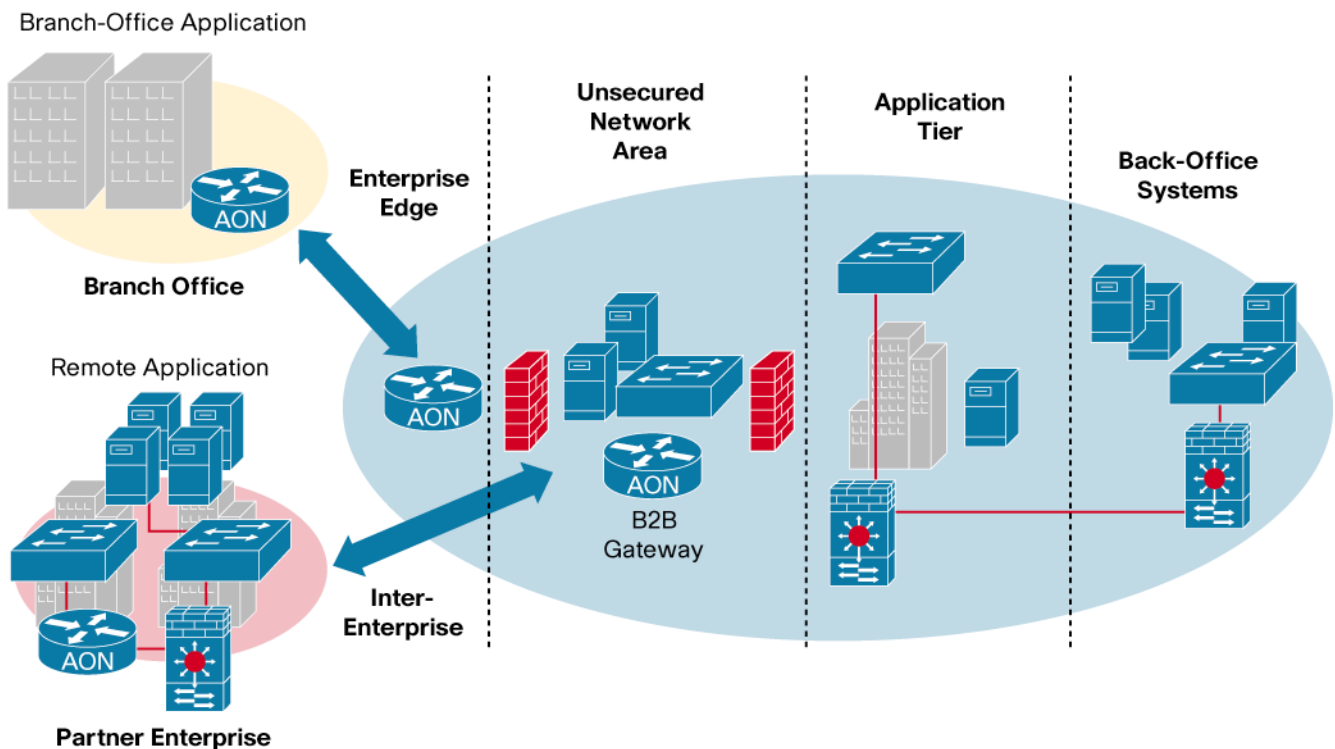 Branch-Office Application
AON
Branch Office
Enterprise
Edge
Unsecured
Network
Area
Application
Tier
Back-Office
Systems
Remote Application
AON
AON
B2B
Gateway
Inter-
Enterprise
AON
Partner Enterprise